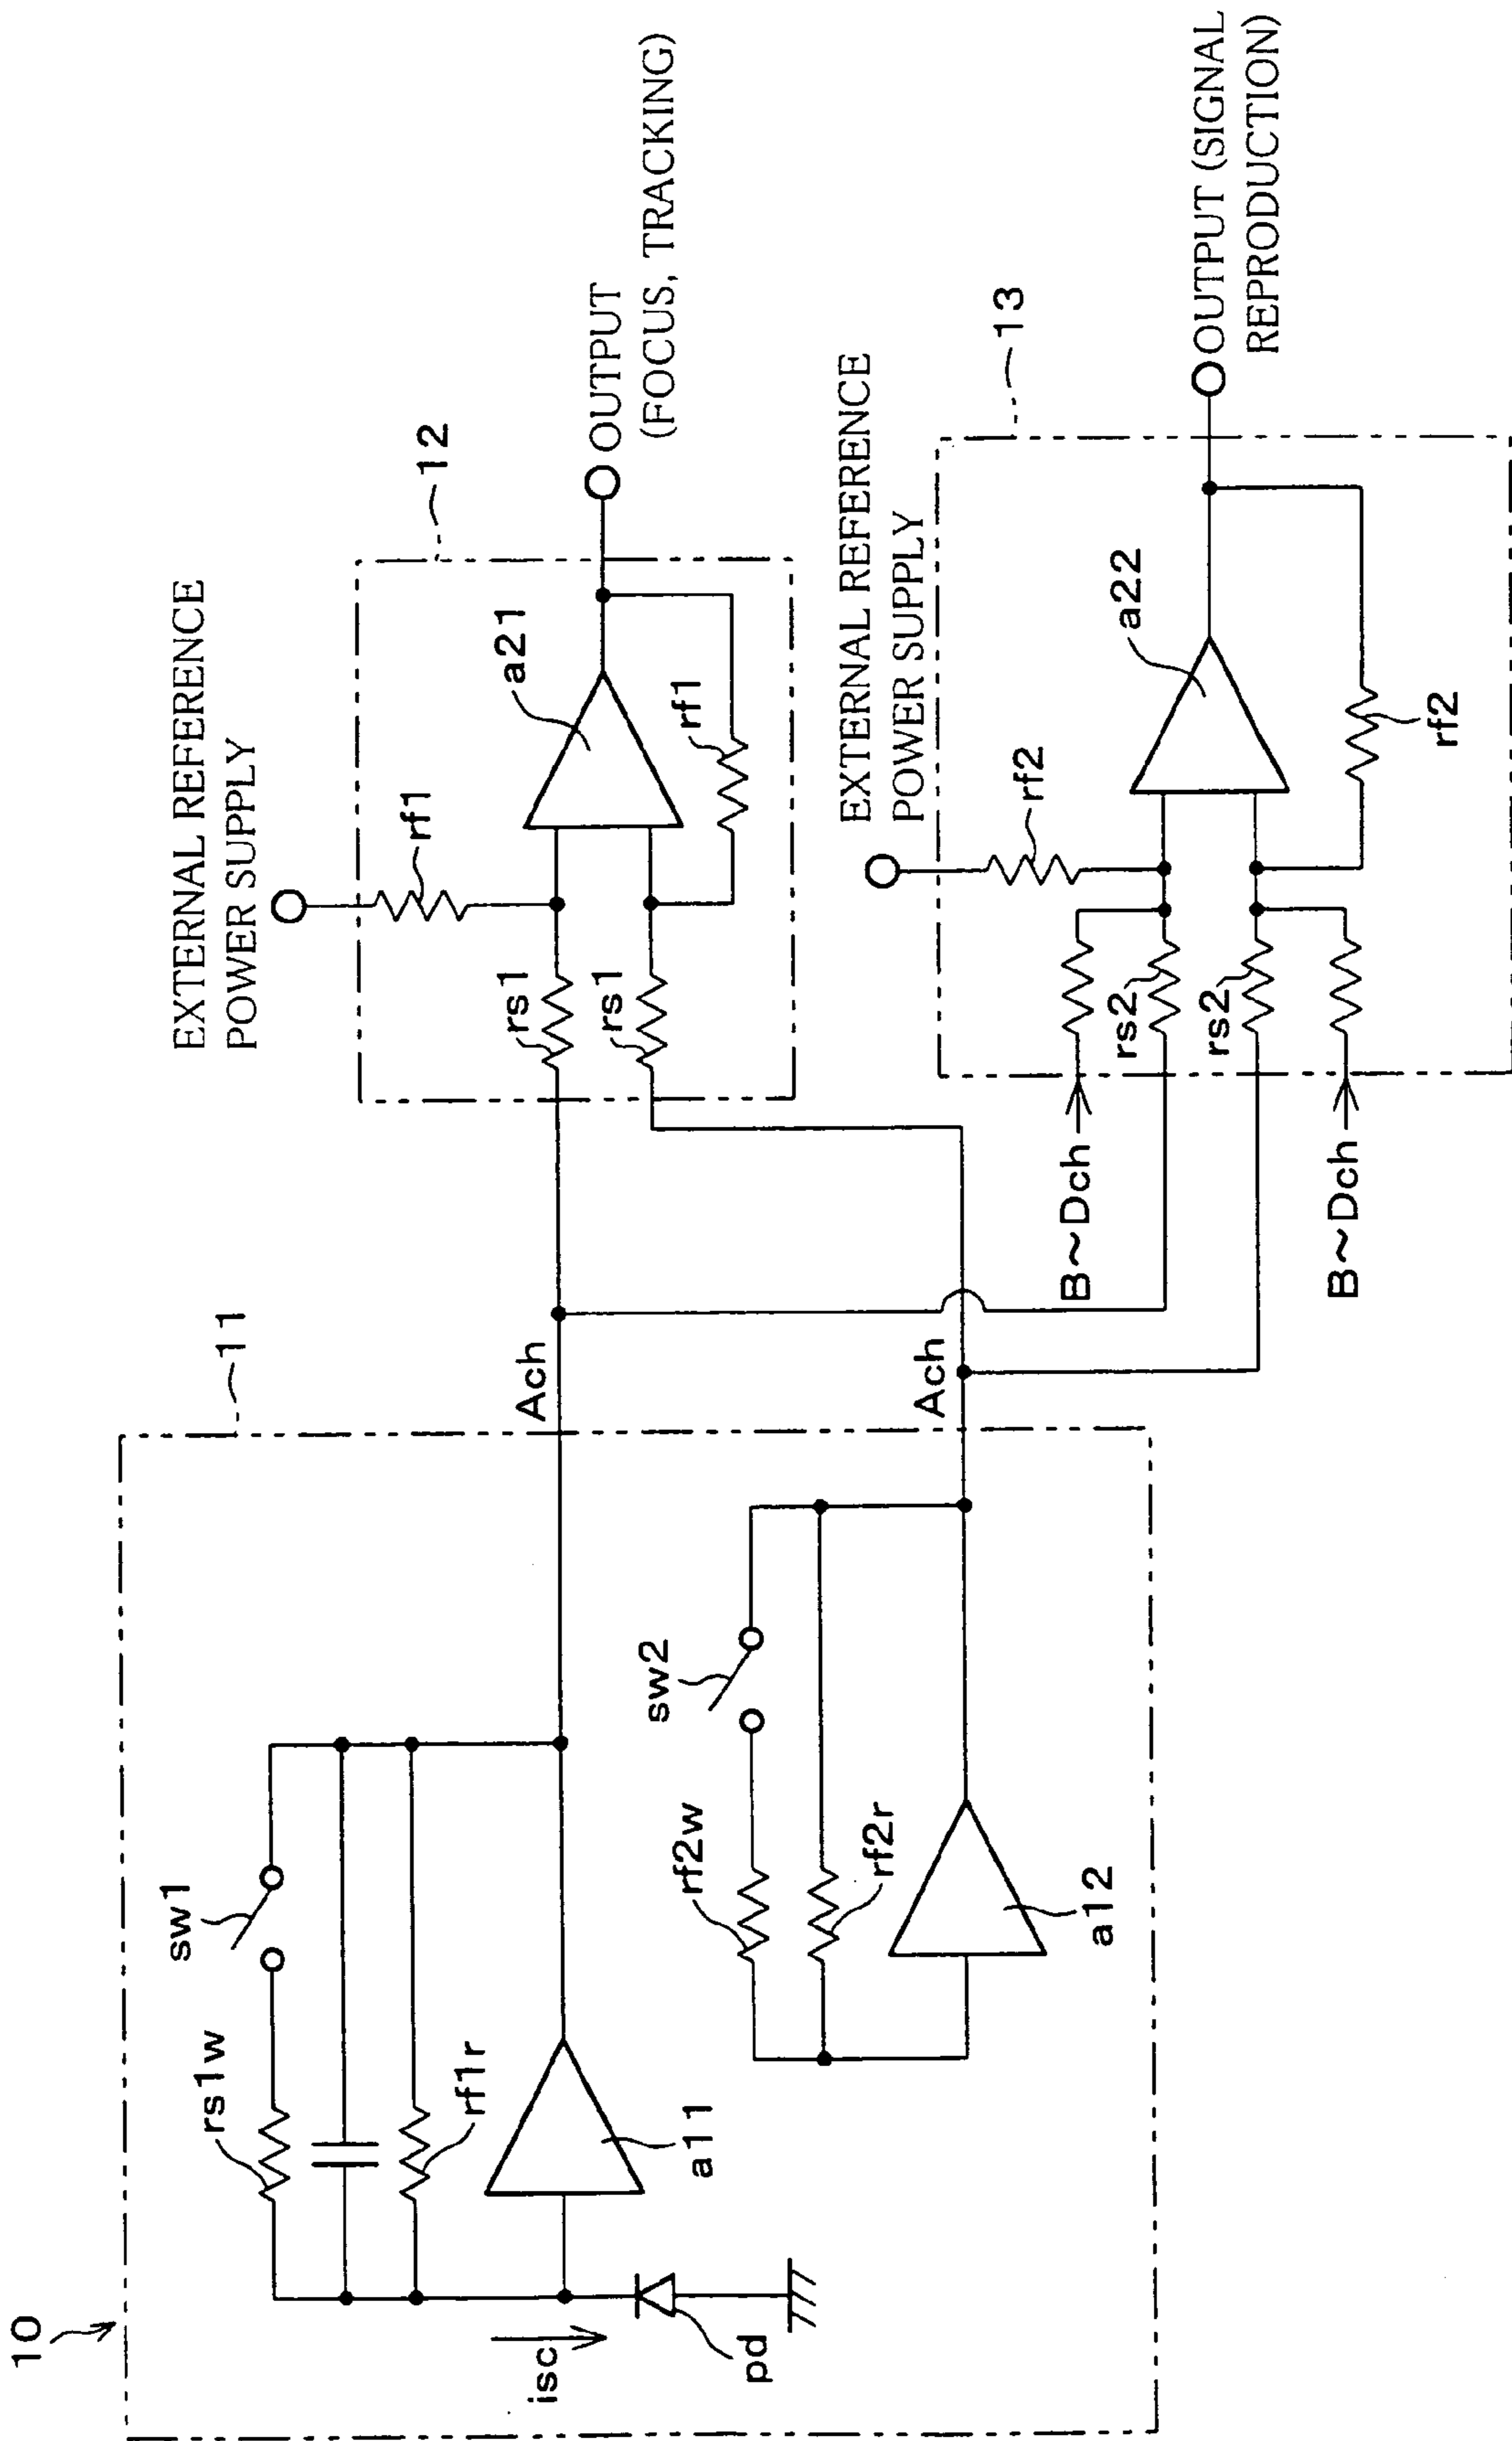 10
11
sw1
rs1w
rf1r
a11
isc
pd
sw2
rf2w
rf2r
a12
Ach
Ach
EXTERNAL REFERENCE
POWER SUPPLY
12
rf1
rs1
rs1
a21
rf1
OUTPUT
(FOCUS, TRACKING)
EXTERNAL REFERENCE
POWER SUPPLY
13
rf2
B~Dch
rs2
rs2
B~Dch
a22
rf2
OUTPUT (SIGNAL
REPRODUCTION)